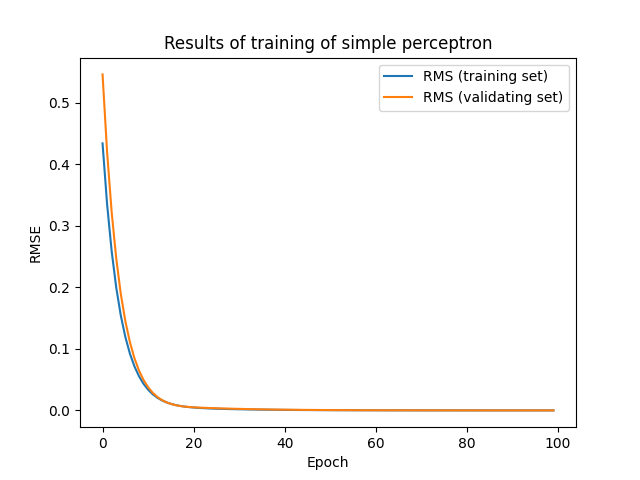 Results of training of simple perceptron
RMS (training set)
RMS (validating set)
RMSE
0.5
0.4
0.3
0.2
0.1
0.0
0 20 40 60 80 100
Epoch